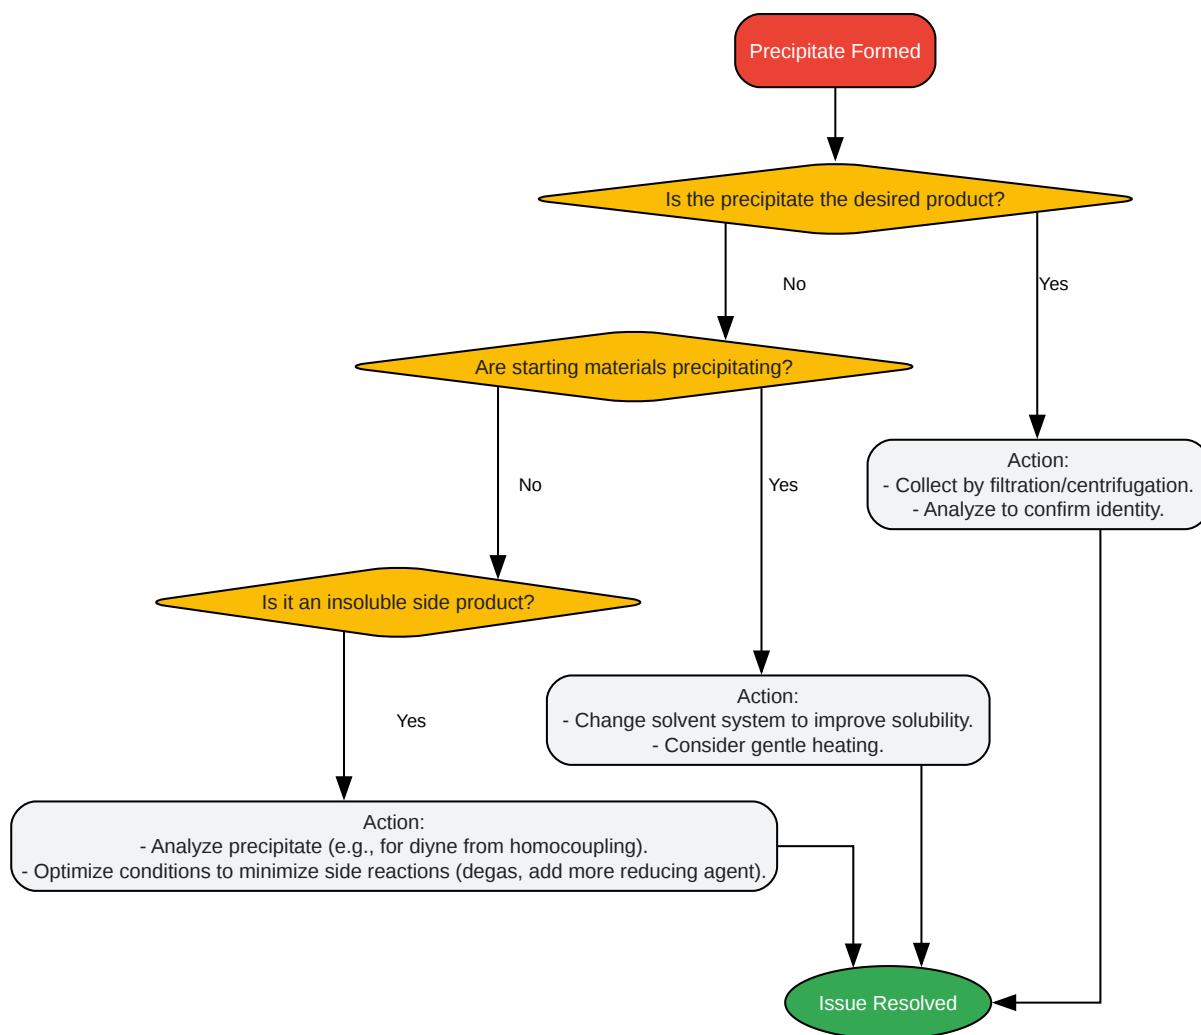 Precipitate Formed
Is the precipitate the desired product?
No
Yes
Are starting materials precipitating?
Action:
- Collect by filtration/centrifugation.
- Analyze to confirm identity.
No
Yes
Is it an insoluble side product?
Action:
- Change solvent system to improve solubility.
- Consider gentle heating.
Yes
Action:
- Analyze precipitate (e.g., for diyne from homocoupling).
- Optimize conditions to minimize side reactions (degas, add more reducing agent).
Issue Resolved